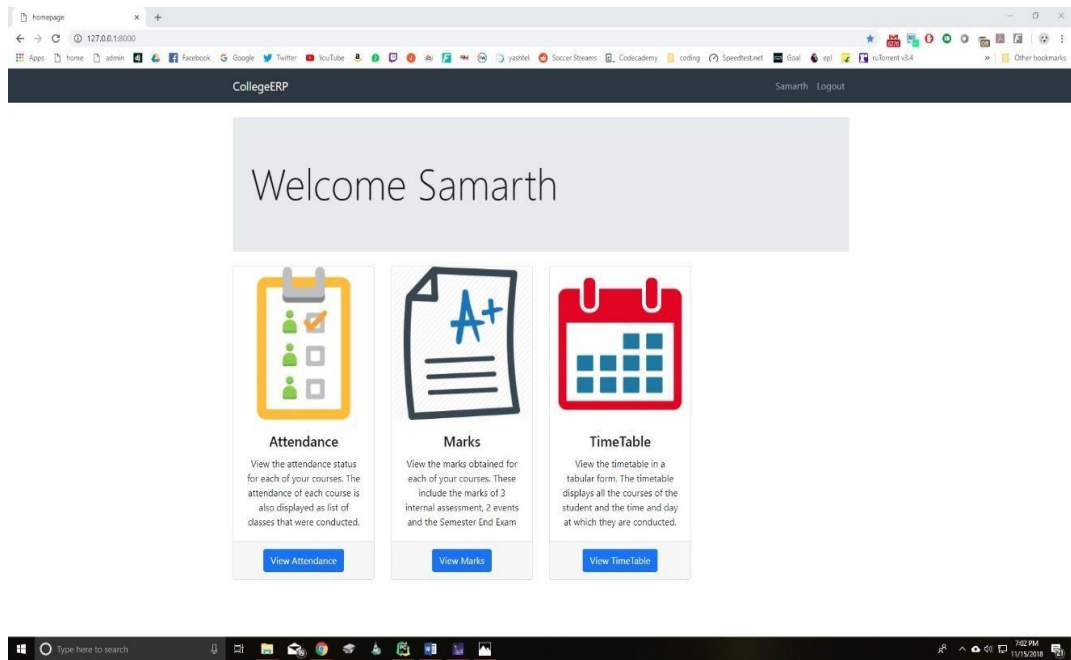 homepage
127.0.0.1:8000
Apps home admin Facebook Google Twitter YouTube yashtel Soccer Streams Codecademy coding Speedtest.net Goal epl ruTorrent v3.4 » Other bookmarks
CollegeERP Samarth Logout
Welcome Samarth
A+
Attendance
View the attendance status
for each of your courses. The
attendance of each course is
also displayed as list of
classes that were conducted.
View Attendance
Marks
View the marks obtained for
each of your courses. These
include the marks of 3
internal assessment, 2 events
and the Semester End Exam
View Marks
TimeTable
View the timetable in a
tabular form. The timetable
displays all the courses of the
student and the time and day
at which they are conducted.
View TimeTable
Type here to search
7:02 PM
11/15/2018